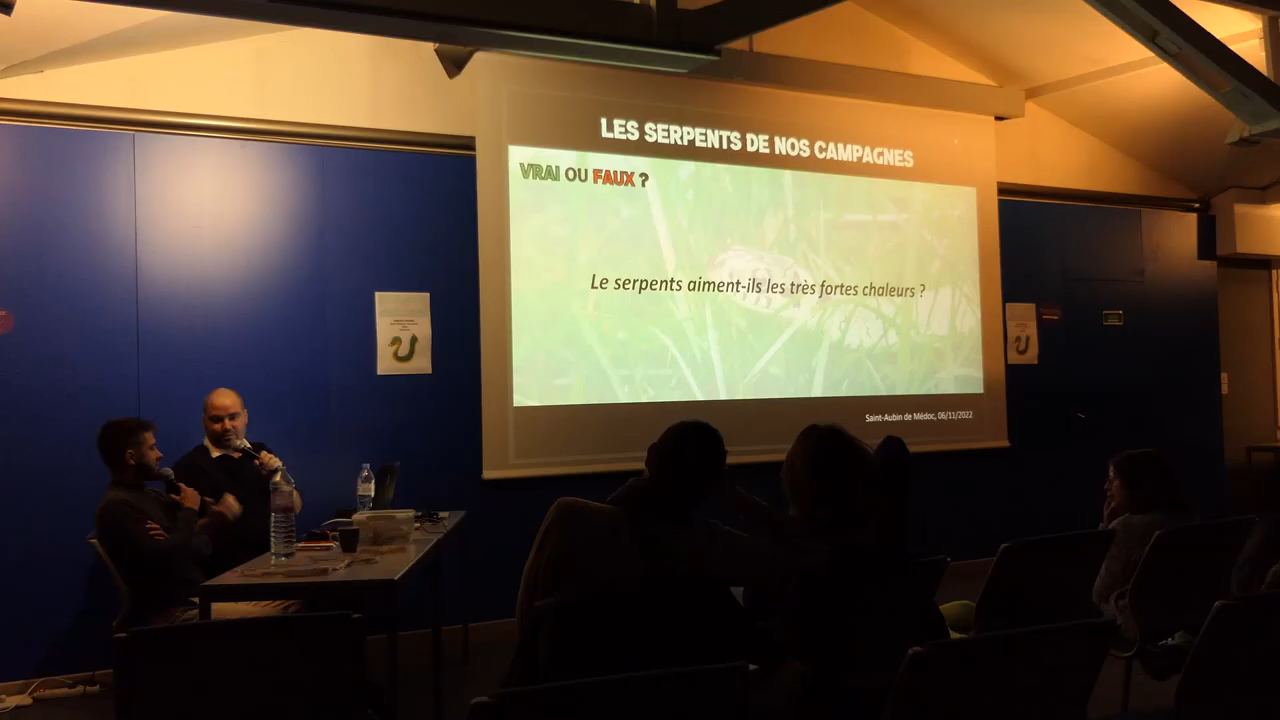 LES SERPENTS DE NOS CAMPAGNES
VRAI OU FAUX ?
Le serpents aiment-ils les très fortes chaleurs ?
Saint-Aubin de Médoc, 06/11/2022